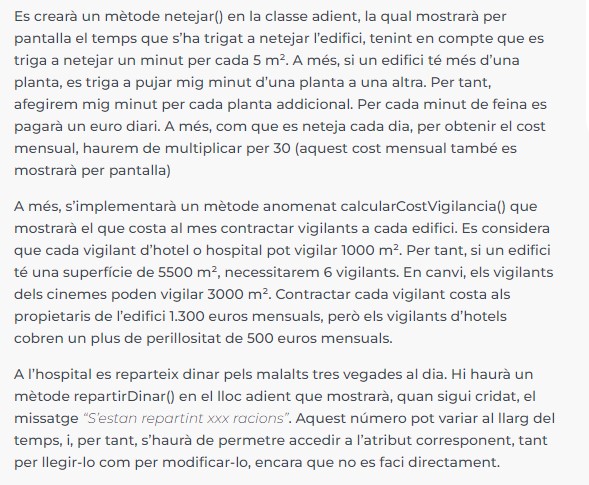 Es crearà un mètode netejar() en la classe adient, la qual mostrarà per
pantalla el temps que s’ha trigat a netejar l’edifici, tenint en compte que es
triga a netejar un minut per cada 5 m². A més, si un edifici té més d’una
planta, es triga a pujar mig minut d’una planta a una altra. Per tant,
afegirem mig minut per cada planta addicional. Per cada minut de feina es
pagarà un euro diari. A més, com que es neteja cada dia, per obtenir el cost
mensual, haurem de multiplicar per 30 (aquest cost mensual també es
mostrarà per pantalla)
A més, s’implementarà un mètode anomenat calcularCostVigilancia() que
mostrarà el que costa al mes contractar vigilants a cada edifici. Es considera
que cada vigilant d’hotel o hospital pot vigilar 1000 m². Per tant, si un edifici
té una superfície de 5500 m², necessitarem 6 vigilants. En canvi, els vigilants
dels cinemes poden vigilar 3000 m². Contractar cada vigilant costa als
propietaris de l’edifici 1.300 euros mensuals, però els vigilants d’hotels
cobren un plus de perillositat de 500 euros mensuals.
A l’hospital es reparteix dinar pels malalts tres vegades al dia. Hi haurà un
mètode repartirDinar() en el lloc adient que mostrarà, quan sigui cridat, el
missatge “S’estan repartint xxx racions”. Aquest número pot variar al llarg del
temps, i, per tant, s’haurà de permetre accedir a l’atribut corresponent, tant
per llegir-lo com per modificar-lo, encara que no es faci directament.